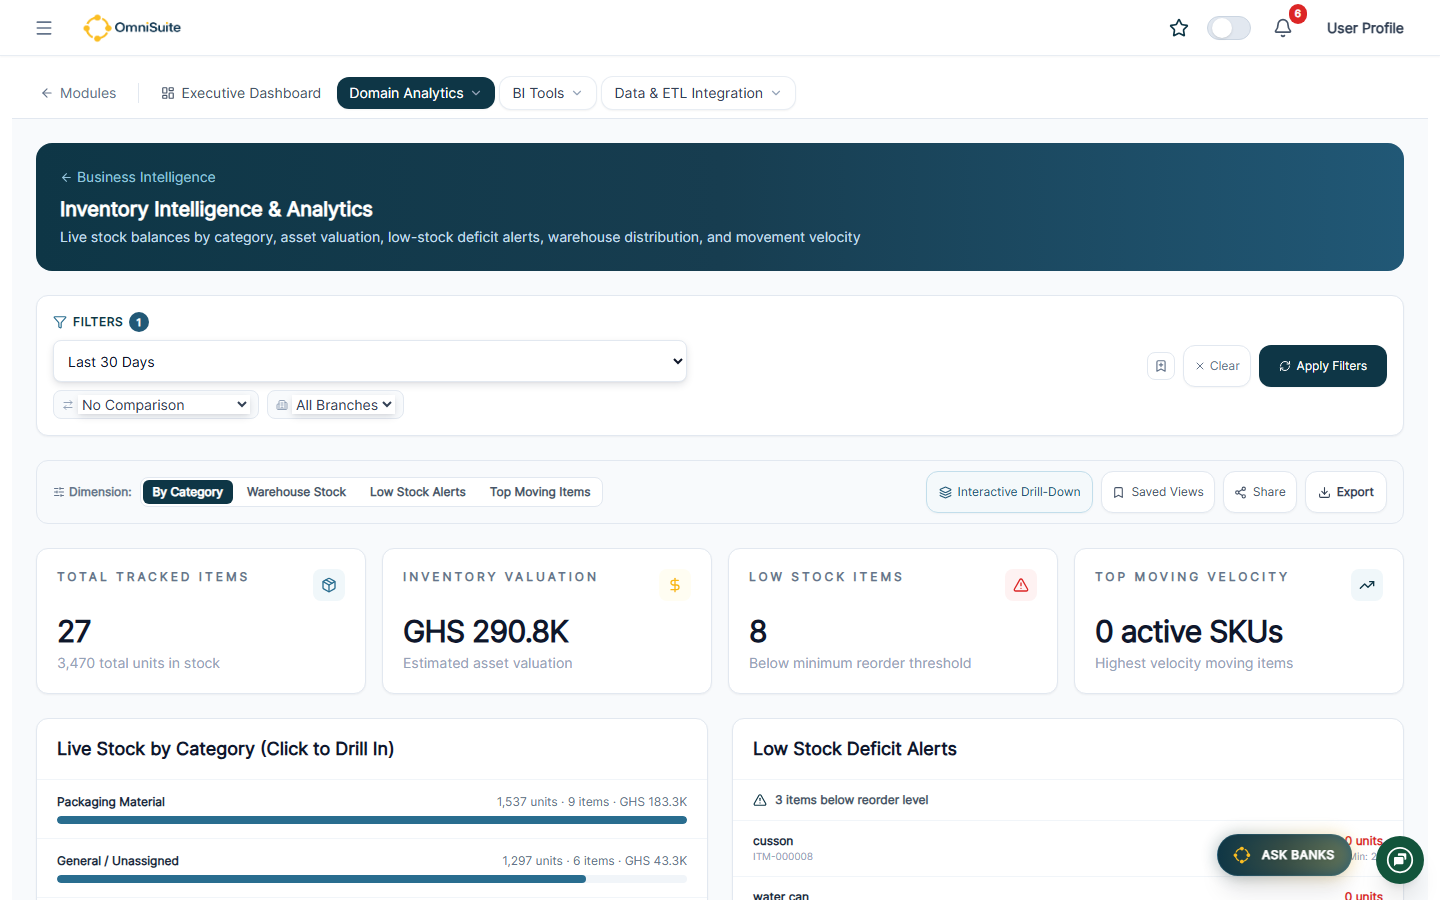 OmniSuite
6
User Profile
Modules
Executive Dashboard
Domain Analytics
BI Tools
Data & ETL Integration
Business Intelligence
Inventory Intelligence & Analytics
Live stock balances by category, asset valuation, low-stock deficit alerts, warehouse distribution, and movement velocity
FILTERS 1
Last 30 Days
Clear
Apply Filters
No Comparison
All Branches
Dimension:
By Category
Warehouse Stock
Low Stock Alerts
Top Moving Items
Interactive Drill-Down
Saved Views
Share
Export
TOTAL TRACKED ITEMS
27
3,470 total units in stock
INVENTORY VALUATION
GHS 290.8K
Estimated asset valuation
LOW STOCK ITEMS
8
Below minimum reorder threshold
TOP MOVING VELOCITY
0 active SKUs
Highest velocity moving items
Live Stock by Category (Click to Drill In)
Packaging Material
1,537 units · 9 items · GHS 183.3K
General / Unassigned
1,297 units · 6 items · GHS 43.3K
Low Stock Deficit Alerts
3 items below reorder level
cusson
0 units
ITM-000008
Min:
ASK BANKS
water can
0 units